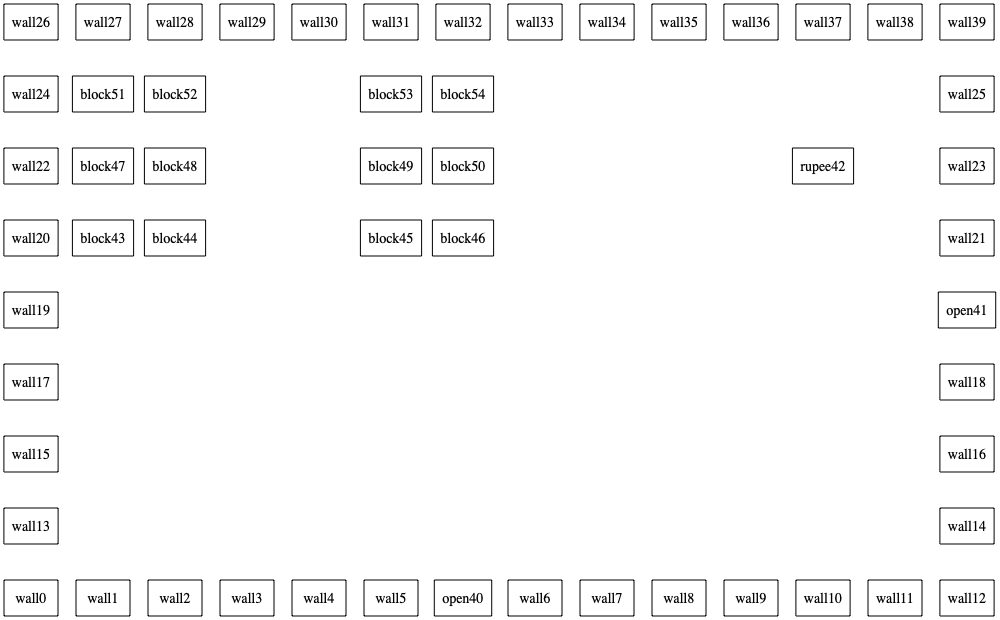 wall26 wall27 wall28 wall29 wall30 wall31 wall32 wall33 wall34 wall35 wall36 wall37 wall38 wall39
wall24 block51 block52 block53 block54 wall25
wall22 block47 block48 block49 block50 rupee42 wall23
wall20 block43 block44 block45 block46 wall21
wall19 open41
wall17 wall18
wall15 wall16
wall13 wall14
wall0 wall1 wall2 wall3 wall4 wall5 open40 wall6 wall7 wall8 wall9 wall10 wall11 wall12